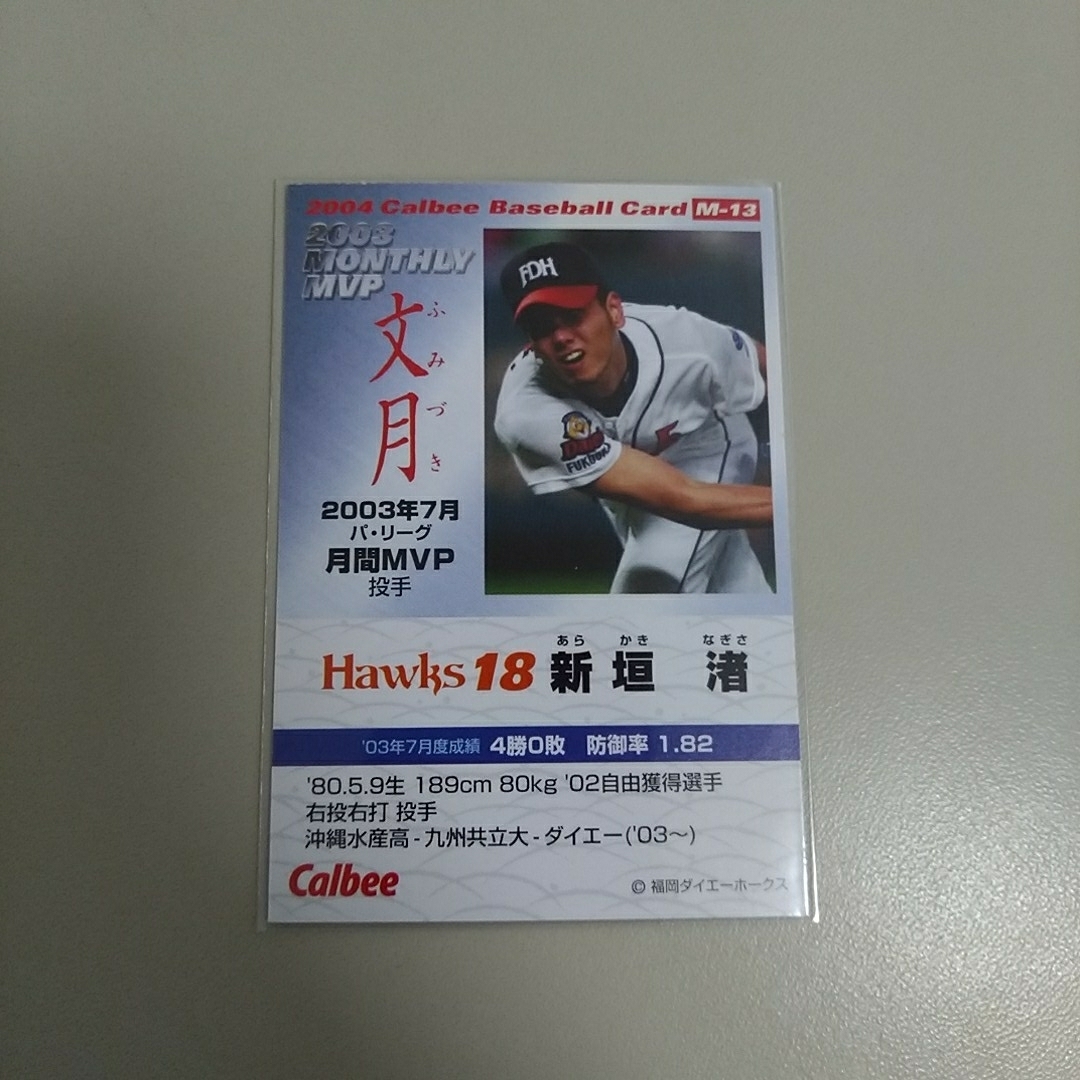 2004 Calbee Baseball Card M-13
2003
MONTHLY
MVP
文月
ふみづき
2003年7月
パ・リーグ
月間MVP
投手
FDH
FUKUOKA
あら かき なぎさ
Hawks 18 新垣 渚
'03年7月度成績 4勝0敗 防御率 1.82
'80.5.9生 189cm 80kg '02自由獲得選手
右投右打 投手
沖縄水産高-九州共立大-ダイエー('03〜)
Calbee
© 福岡ダイエーホークス